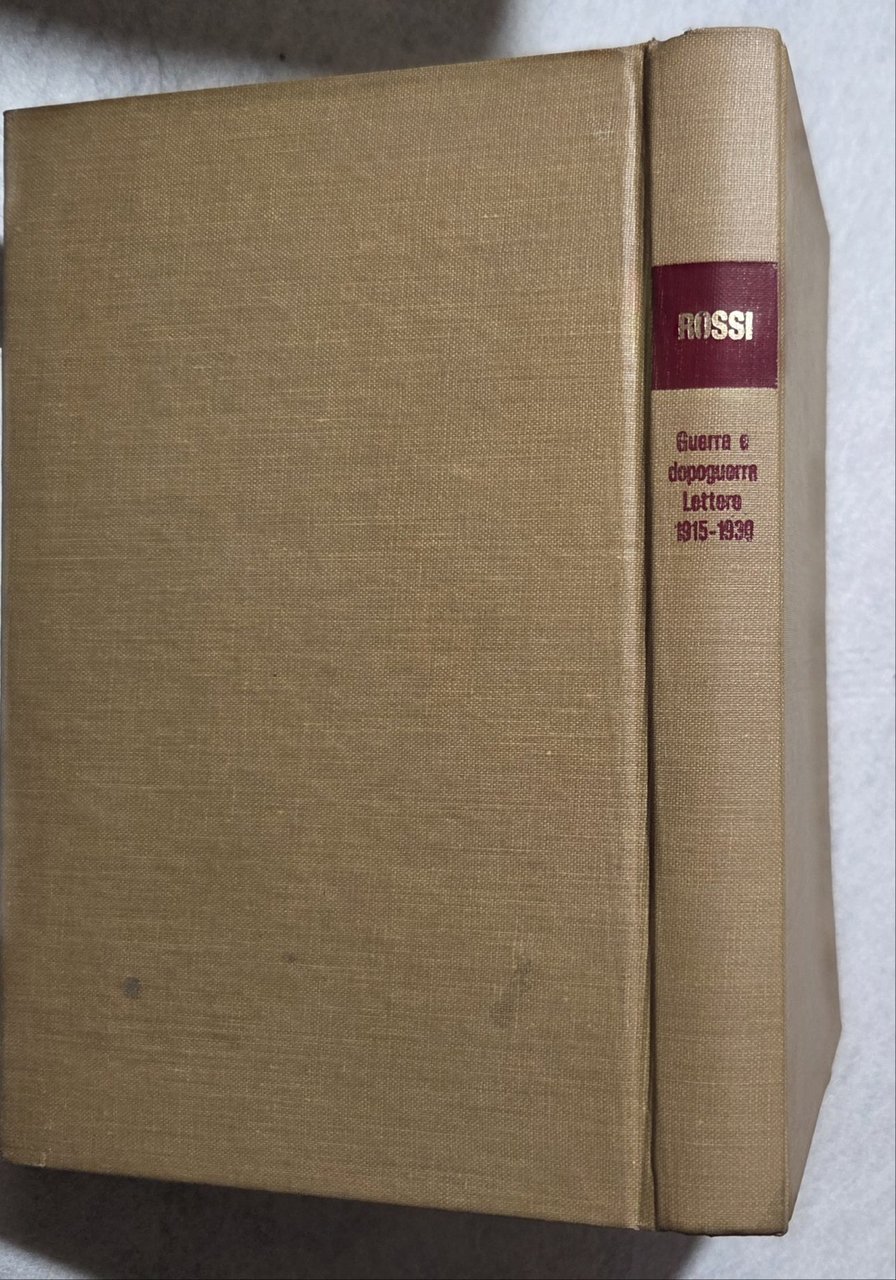 ROSSI
Guerra e
dopoguerra
Lettere
1915-1930